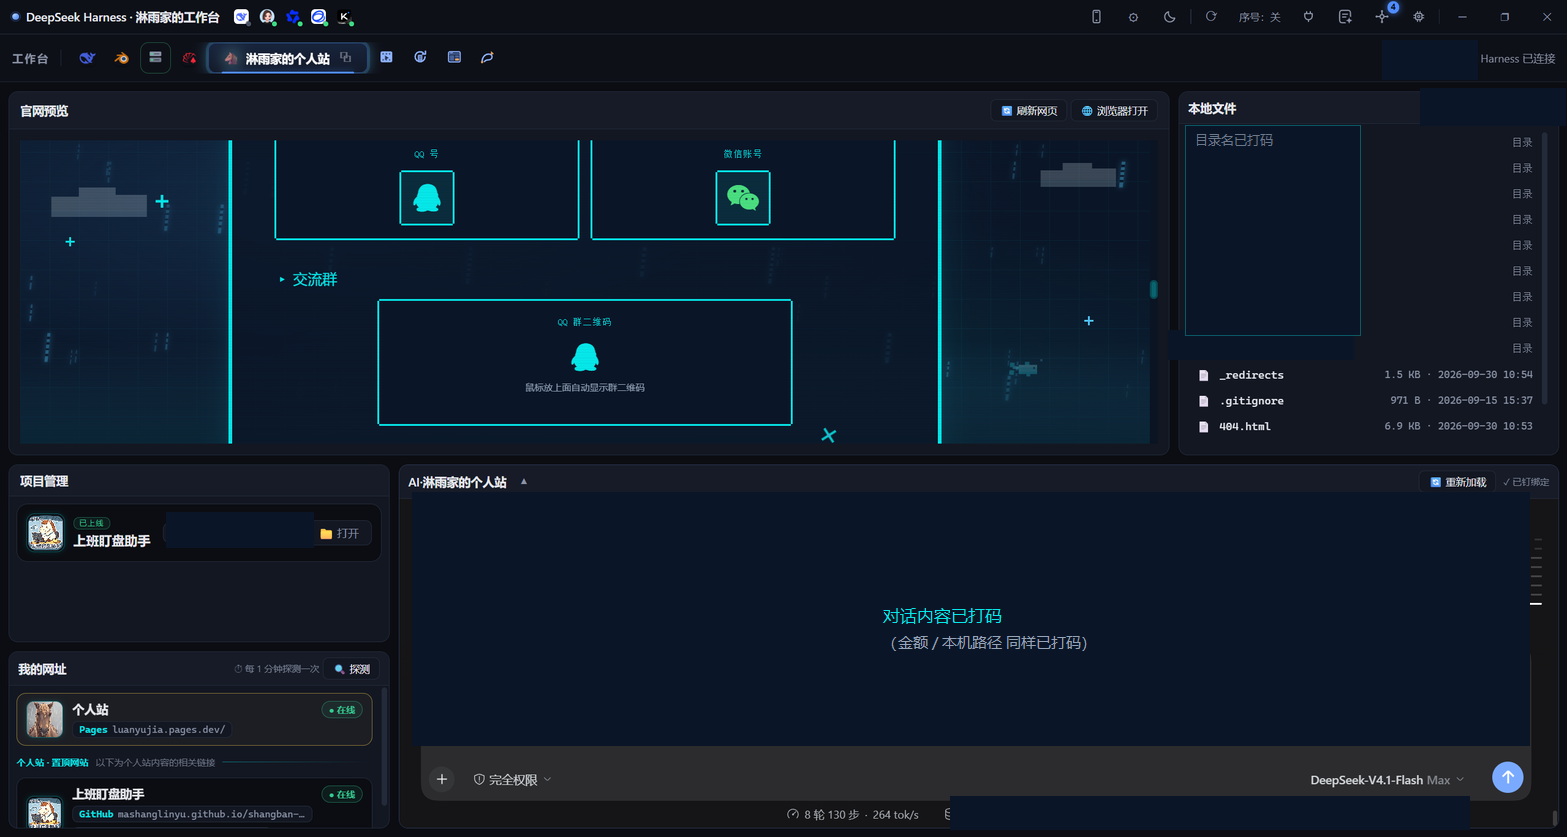 DeepSeek Harness · 淋雨家的工作台
序号: 关
4
工作台
淋雨家的个人站
Harness 已连接
官网预览
刷新网页
浏览器打开
QQ 号
微信账号
交流群
QQ 群二维码
鼠标放上面自动显示群二维码
本地文件
目录名已打码
目录
目录
目录
目录
目录
目录
目录
目录
目录
_redirects
1.5 KB · 2026-09-30 10:54
.gitignore
971 B · 2026-09-15 15:37
404.html
6.9 KB · 2026-09-30 10:53
项目管理
已上线
上班盯盘助手
打开
我的网址
每 1 分钟探测一次
探测
个人站
在线
Pages luanyujia.pages.dev/
个人站 · 置顶网站 以下为个人站内容的相关链接
上班盯盘助手
在线
GitHub mashanglinyu.github.io/shangban-…
AI·淋雨家的个人站
重新加载
✓已钉绑定
对话内容已打码
（金额 / 本机路径 同样已打码）
完全权限
DeepSeek-V4.1-Flash Max
8 轮 130 步 · 264 tok/s